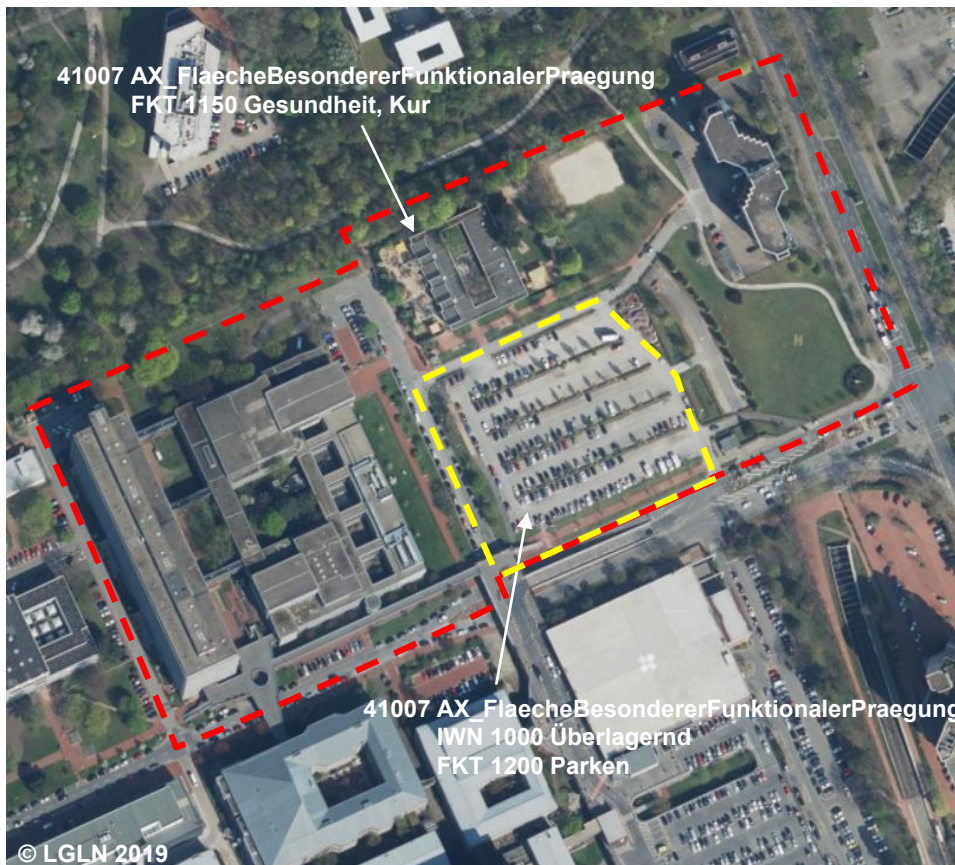 41007 AX_FlaecheBesondererFunktionalerPraegung
FKT 1150 Gesundheit, Kur
H
41007 AX_FlaecheBesondererFunktionalerPraegung
IWN 1000 Überlagernd
FKT 1200 Parken
© LGLN 2019